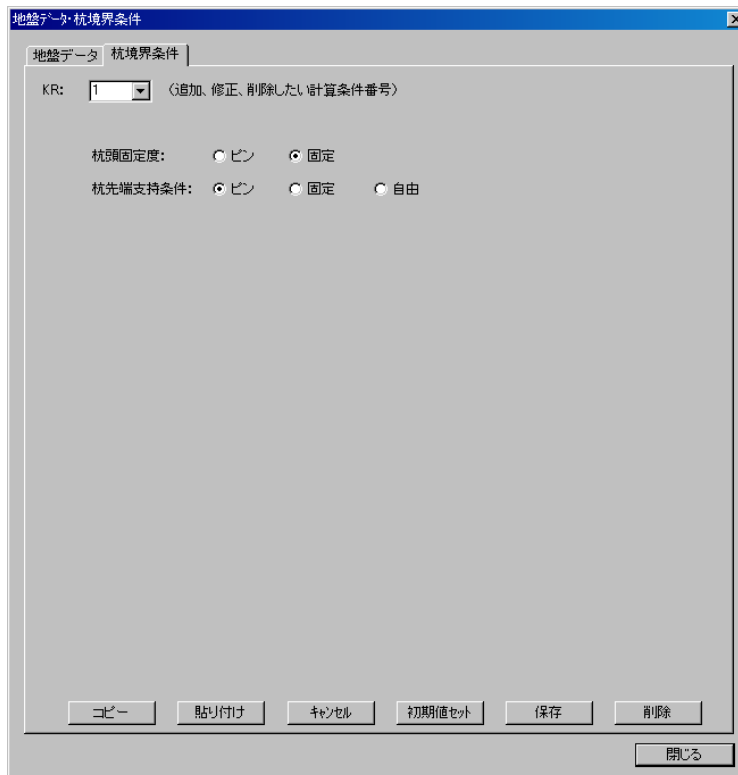 地盤ﾃﾞｰﾀ・杭境界条件
地盤データ 杭境界条件
KR: 1 （追加、修正、削除したい計算条件番号）
杭頭固定度: ピン 固定
杭先端支持条件: ピン 固定 自由
コピー 貼り付け ｷｬﾝｾﾙ 初期値ｾｯﾄ 保存 削除
閉じる